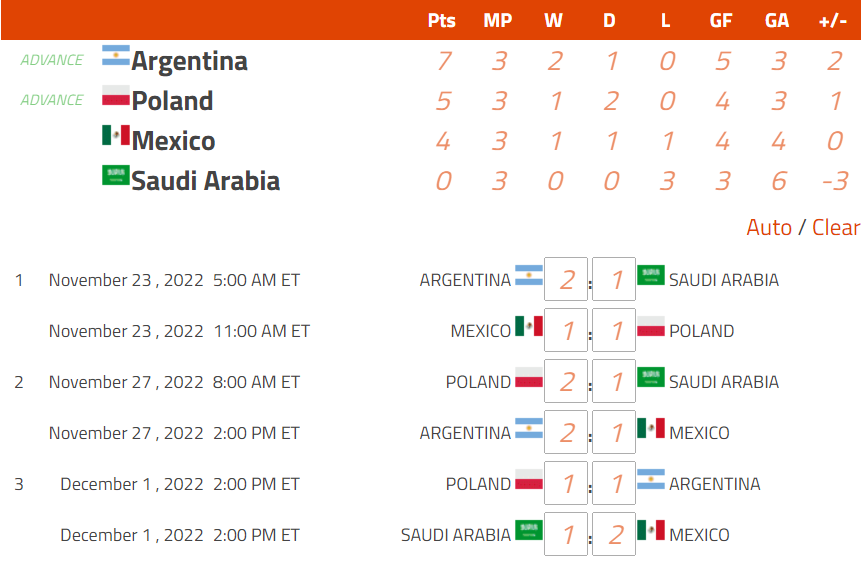 Pts MP W D L GF GA +/-
ADVANCE Argentina 7 3 2 1 0 5 3 2
ADVANCE Poland 5 3 1 2 0 4 3 1
Mexico 4 3 1 1 1 4 4 0
Saudi Arabia 0 3 0 0 3 3 6 -3
Auto / Clear
1 November 23 , 2022 5:00 AM ET ARGENTINA 2 : 1 SAUDI ARABIA
November 23 , 2022 11:00 AM ET MEXICO 1 : 1 POLAND
2 November 27 , 2022 8:00 AM ET POLAND 2 : 1 SAUDI ARABIA
November 27 , 2022 2:00 PM ET ARGENTINA 2 : 1 MEXICO
3 December 1 , 2022 2:00 PM ET POLAND 1 : 1 ARGENTINA
December 1 , 2022 2:00 PM ET SAUDI ARABIA 1 : 2 MEXICO